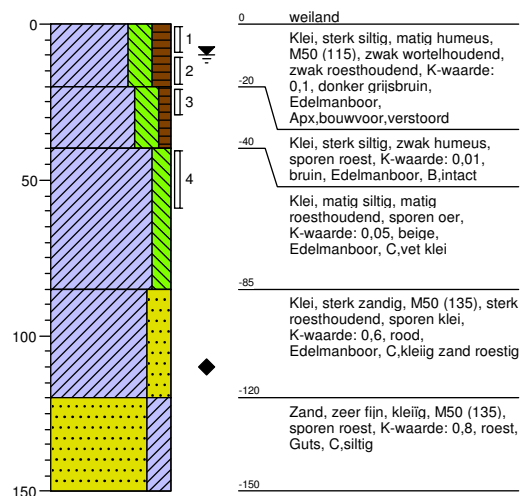 0
50
100
150
1
2
3
4
0
weiland
Klei, sterk siltig, matig humeus,
M50 (115), zwak wortelhoudend,
zwak roesthoudend, K-waarde:
0,1, donker grijsbruin,
Edelmanboor,
Apx,bouwvoor,verstoord
-20
Klei, sterk siltig, zwak humeus,
sporen roest, K-waarde: 0,01,
bruin, Edelmanboor, B,intact
-40
Klei, matig siltig, matig
roesthoudend, sporen oer,
K-waarde: 0,05, beige,
Edelmanboor, C,vet klei
-85
Klei, sterk zandig, M50 (135), sterk
roesthoudend, sporen klei,
K-waarde: 0,6, rood,
Edelmanboor, C,kleiig zand roestig
-120
Zand, zeer fijn, kleiïg, M50 (135),
sporen roest, K-waarde: 0,8, roest,
Guts, C,siltig
-150